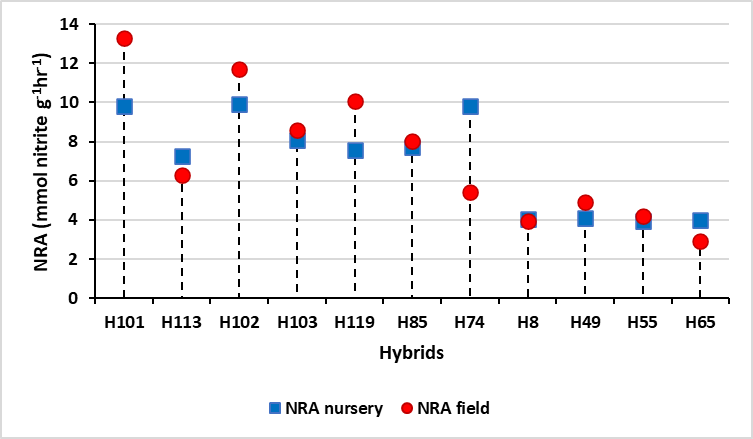 14
12
10
8
6
4
2
0
NRA (mmol nitrite g-1hr-1)
H101 H113 H102 H103 H119 H85 H74 H8 H49 H55 H65
Hybrids
NRA nursery NRA field